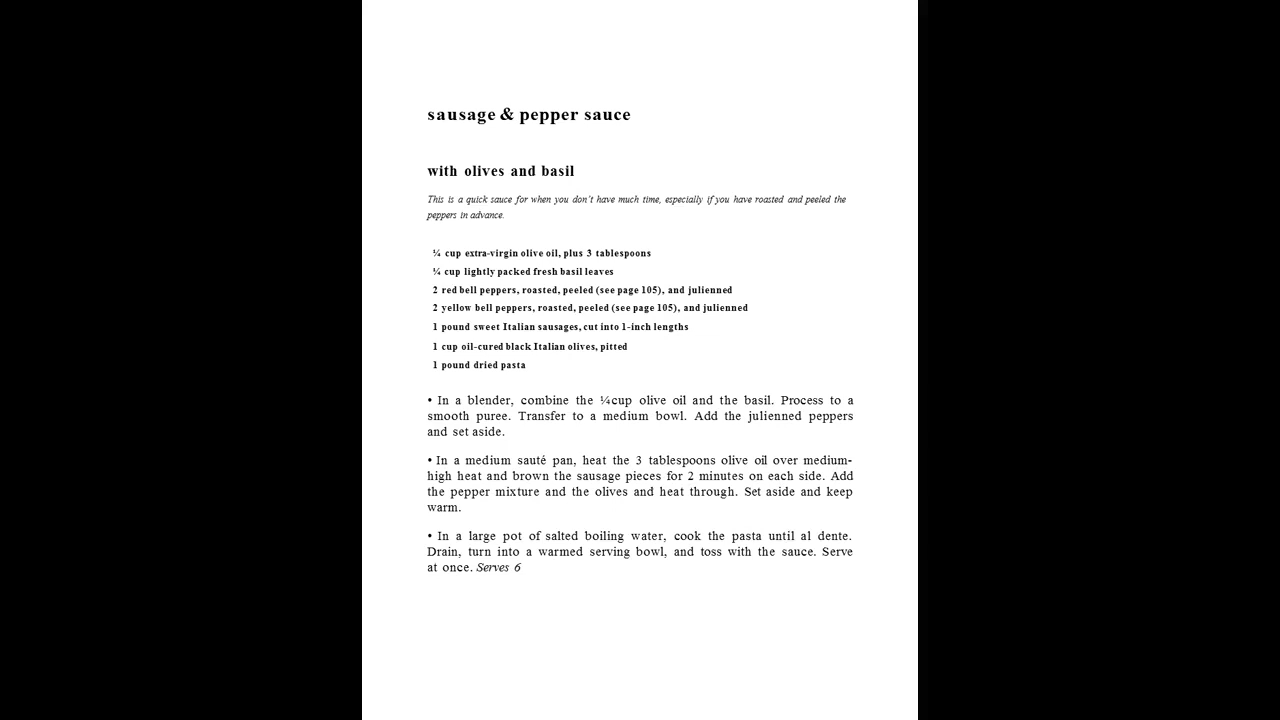 sausage & pepper sauce
with olives and basil
This is a quick sauce for when you don't have much time, especially if you have roasted and peeled the
peppers in advance.
¼ cup extra-virgin olive oil, plus 3 tablespoons
¼ cup lightly packed fresh basil leaves
2 red bell peppers, roasted, peeled (see page 105), and julienned
2 yellow bell peppers, roasted, peeled (see page 105), and julienned
1 pound sweet Italian sausages, cut into 1-inch lengths
1 cup oil-cured black Italian olives, pitted
1 pound dried pasta
• In a blender, combine the ¼cup olive oil and the basil. Process to a
smooth puree. Transfer to a medium bowl. Add the julienned peppers
and set aside.
• In a medium sauté pan, heat the 3 tablespoons olive oil over medium-
high heat and brown the sausage pieces for 2 minutes on each side. Add
the pepper mixture and the olives and heat through. Set aside and keep
warm.
• In a large pot of salted boiling water, cook the pasta until al dente.
Drain, turn into a warmed serving bowl, and toss with the sauce. Serve
at once. Serves 6